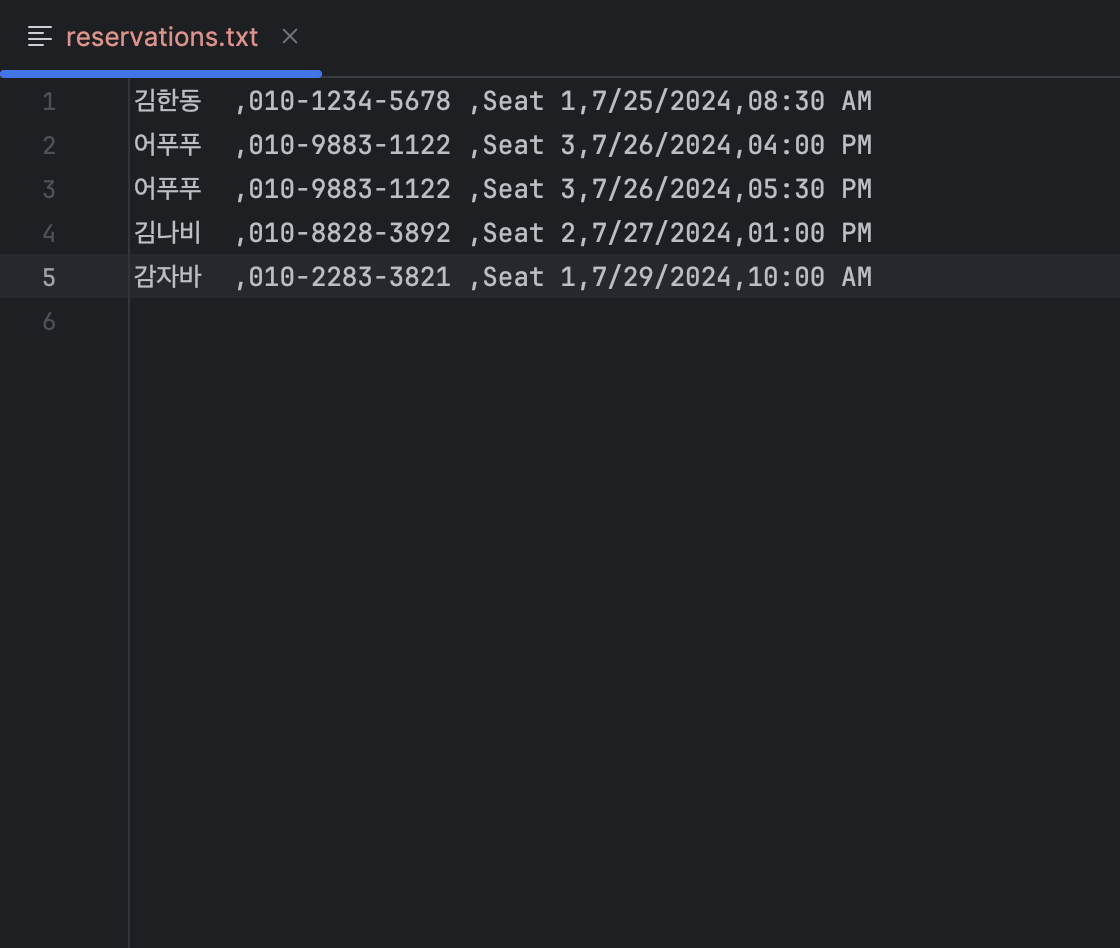 reservations.txt
1 김한동  ,010-1234-5678 ,Seat 1,7/25/2024,08:30 AM
2 어푸푸  ,010-9883-1122 ,Seat 3,7/26/2024,04:00 PM
3 어푸푸  ,010-9883-1122 ,Seat 3,7/26/2024,05:30 PM
4 김나비  ,010-8828-3892 ,Seat 2,7/27/2024,01:00 PM
5 감자바  ,010-2283-3821 ,Seat 1,7/29/2024,10:00 AM
6